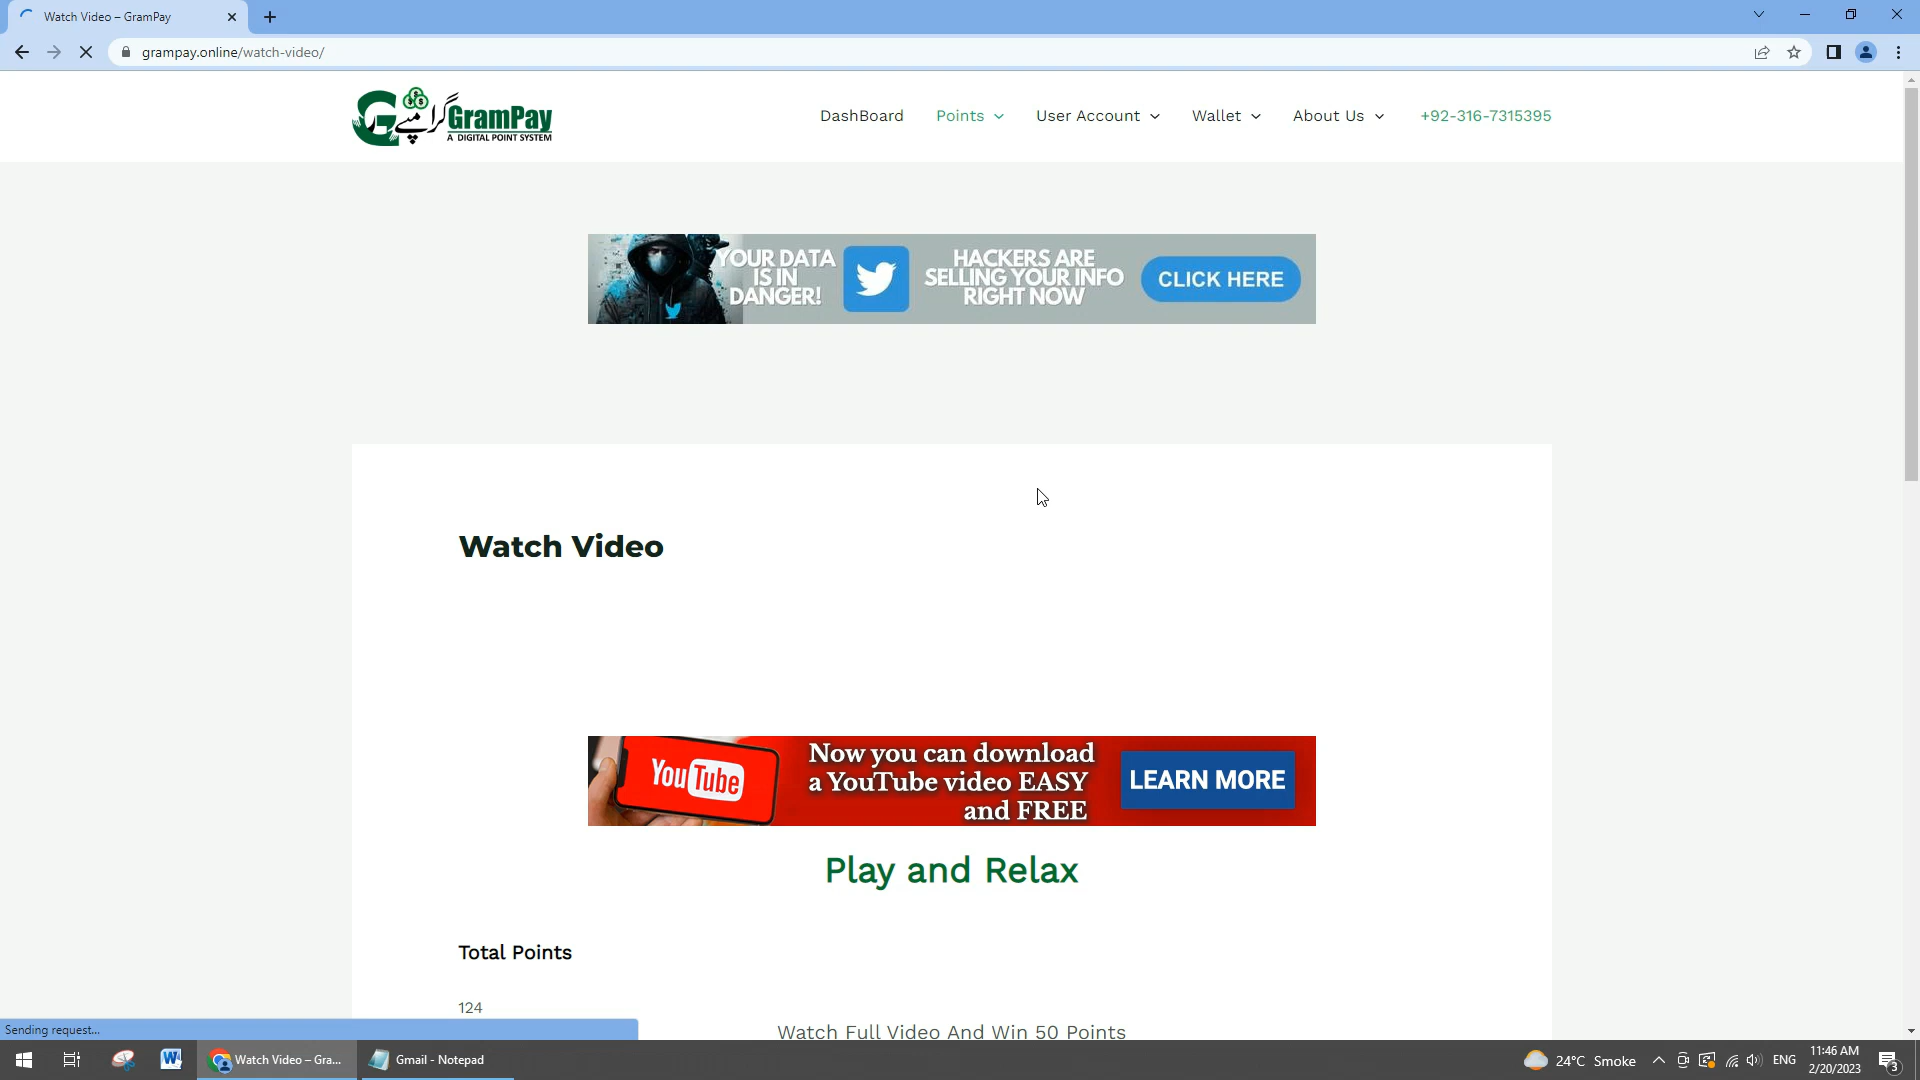 Watch Video – GramPay
grampay.online/watch-video/
گرامپے GramPay
A DIGITAL POINT SYSTEM
DashBoard Points User Account Wallet About Us +92-316-7315395
YOUR DATA
IS IN
DANGER!
HACKERS ARE
SELLING YOUR INFO
RIGHT NOW
CLICK HERE
Watch Video
YouTube
Now you can download
a YouTube video EASY
and FREE
LEARN MORE
Play and Relax
Total Points
124
Watch Full Video And Win 50 Points
Sending request...
Watch Video – Gra... Gmail - Notepad 24°C Smoke ENG 11:46 AM
2/20/2023
3